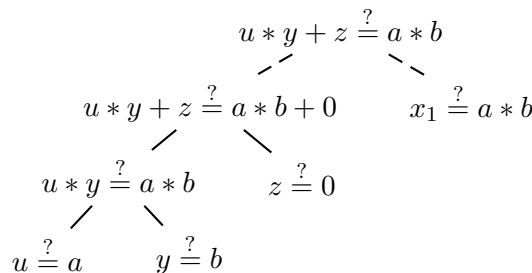 u ∗ y + z ≟ a ∗ b
u ∗ y + z ≟ a ∗ b + 0 x₁ ≟ a ∗ b
u ∗ y ≟ a ∗ b z ≟ 0
u ≟ a y ≟ b